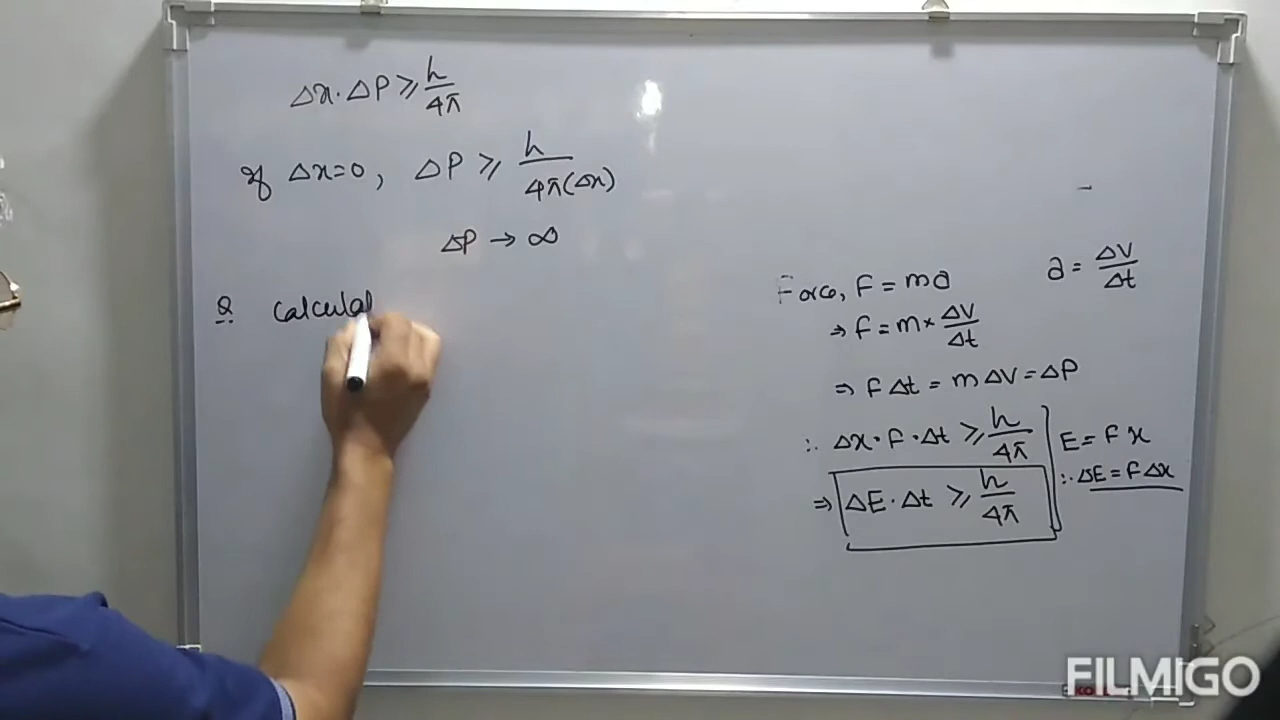 Δx·ΔP ≥ h/4π
If Δx=0, ΔP ≥ h/4π(Δx)
ΔP → ∞
Q Calculat
Force, F = ma
a = ΔV/Δt
⇒ F = m× ΔV/Δt
⇒ F Δt = m ΔV = ΔP
∴ Δx·F·Δt ≥ h/4π
E = F x
∴ ΔE = F Δx
⇒ ΔE·Δt ≥ h/4π
FILMIGO